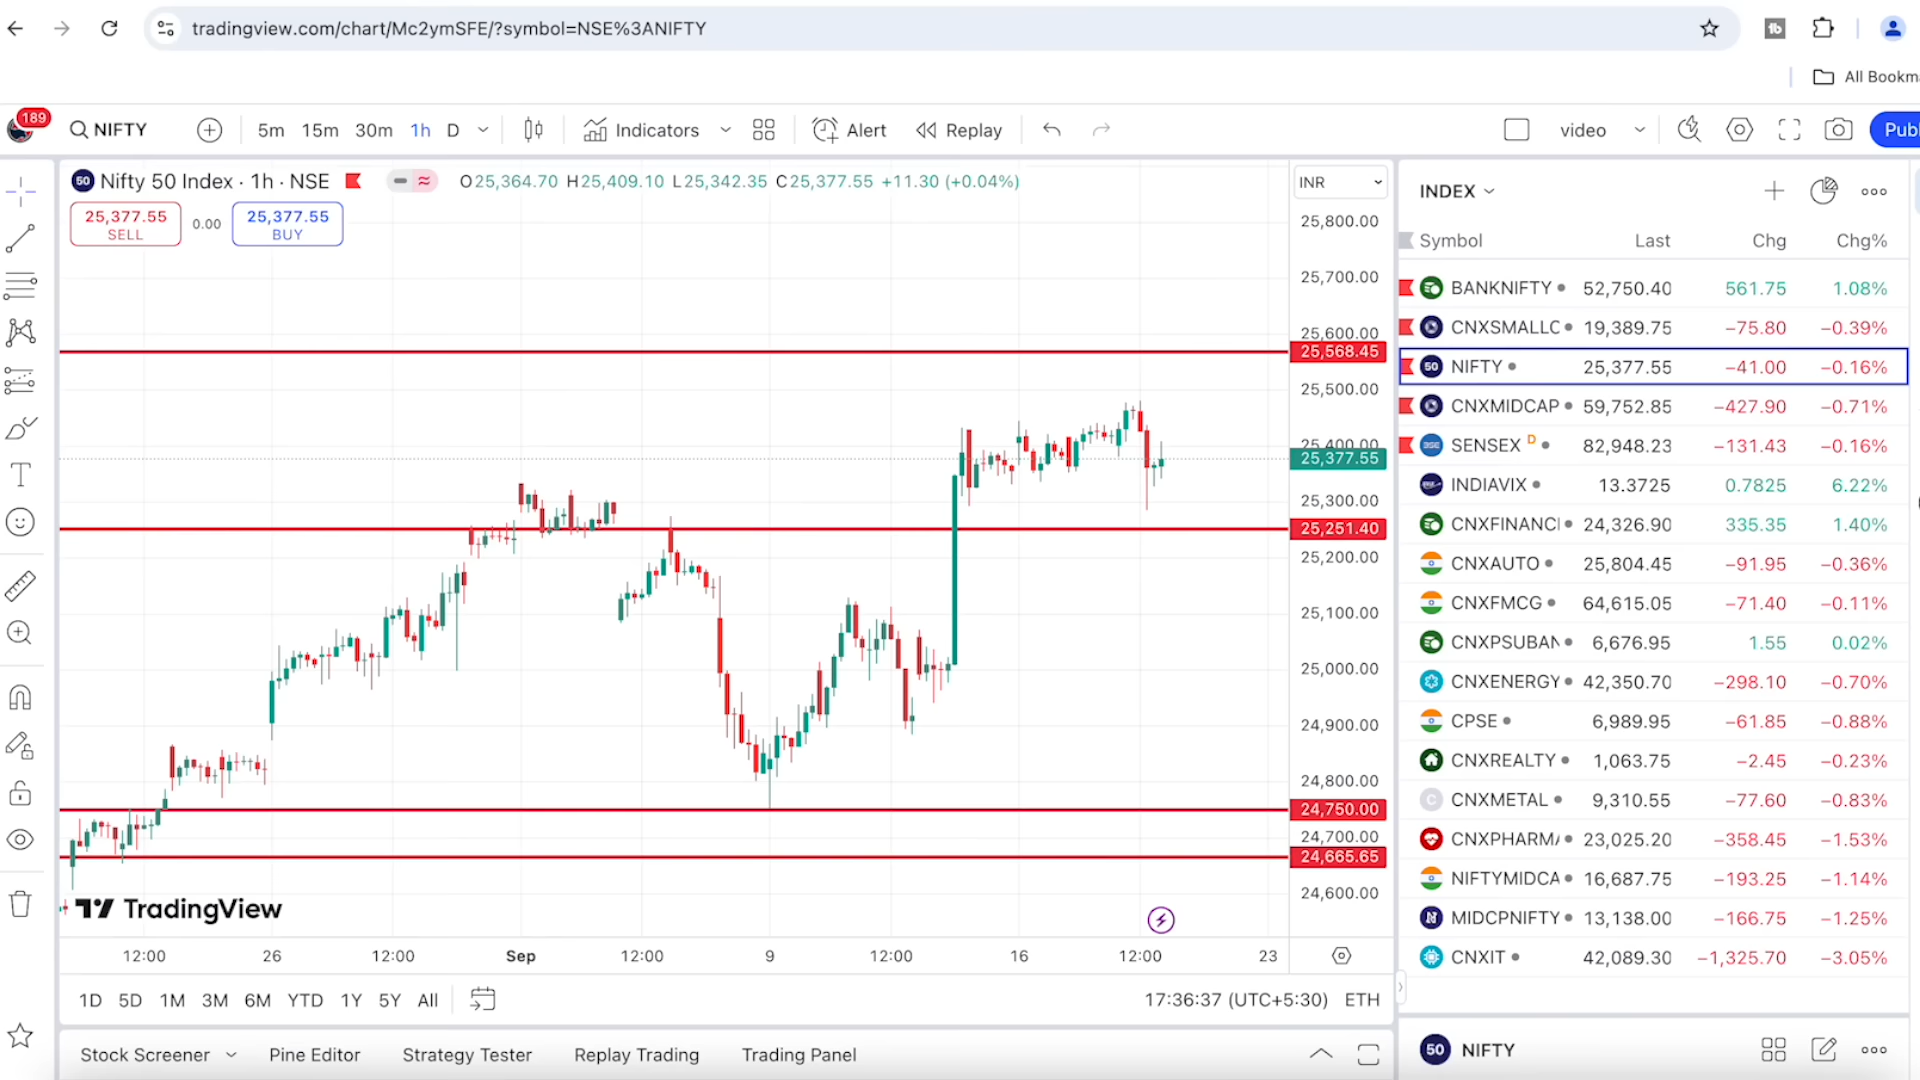 tradingview.com/chart/Mc2ymSFE/?symbol=NSE%3ANIFTY
All Bookma
189
NIFTY 5m 15m 30m 1h D Indicators Alert Replay video Publ
50 Nifty 50 Index · 1h · NSE O25,364.70 H25,409.10 L25,342.35 C25,377.55 +11.30 (+0.04%)
25,377.55 SELL 0.00 25,377.55 BUY
INR
25,800.00
25,700.00
25,600.00
25,568.45
25,500.00
25,400.00
25,377.55
25,300.00
25,251.40
25,200.00
25,100.00
25,000.00
24,900.00
24,800.00
24,750.00
24,700.00
24,665.65
24,600.00
TradingView
12:00 26 12:00 Sep 12:00 9 12:00 16 12:00 23
1D 5D 1M 3M 6M YTD 1Y 5Y All 17:36:37 (UTC+5:30) ETH
Stock Screener Pine Editor Strategy Tester Replay Trading Trading Panel
INDEX
Symbol Last Chg Chg%
BANKNIFTY 52,750.40 561.75 1.08%
CNXSMALLC 19,389.75 −75.80 −0.39%
50 NIFTY 25,377.55 −41.00 −0.16%
CNXMIDCAP 59,752.85 −427.90 −0.71%
BSE SENSEX D 82,948.23 −131.43 −0.16%
INDIAVIX 13.3725 0.7825 6.22%
CNXFINANCI 24,326.90 335.35 1.40%
CNXAUTO 25,804.45 −91.95 −0.36%
CNXFMCG 64,615.05 −71.40 −0.11%
CNXPSUBAN 6,676.95 1.55 0.02%
CNXENERGY 42,350.70 −298.10 −0.70%
CPSE 6,989.95 −61.85 −0.88%
CNXREALTY 1,063.75 −2.45 −0.23%
C CNXMETAL 9,310.55 −77.60 −0.83%
CNXPHARMA 23,025.20 −358.45 −1.53%
NIFTYMIDCA 16,687.75 −193.25 −1.14%
N MIDCPNIFTY 13,138.00 −166.75 −1.25%
CNXIT 42,089.30 −1,325.70 −3.05%
50 NIFTY